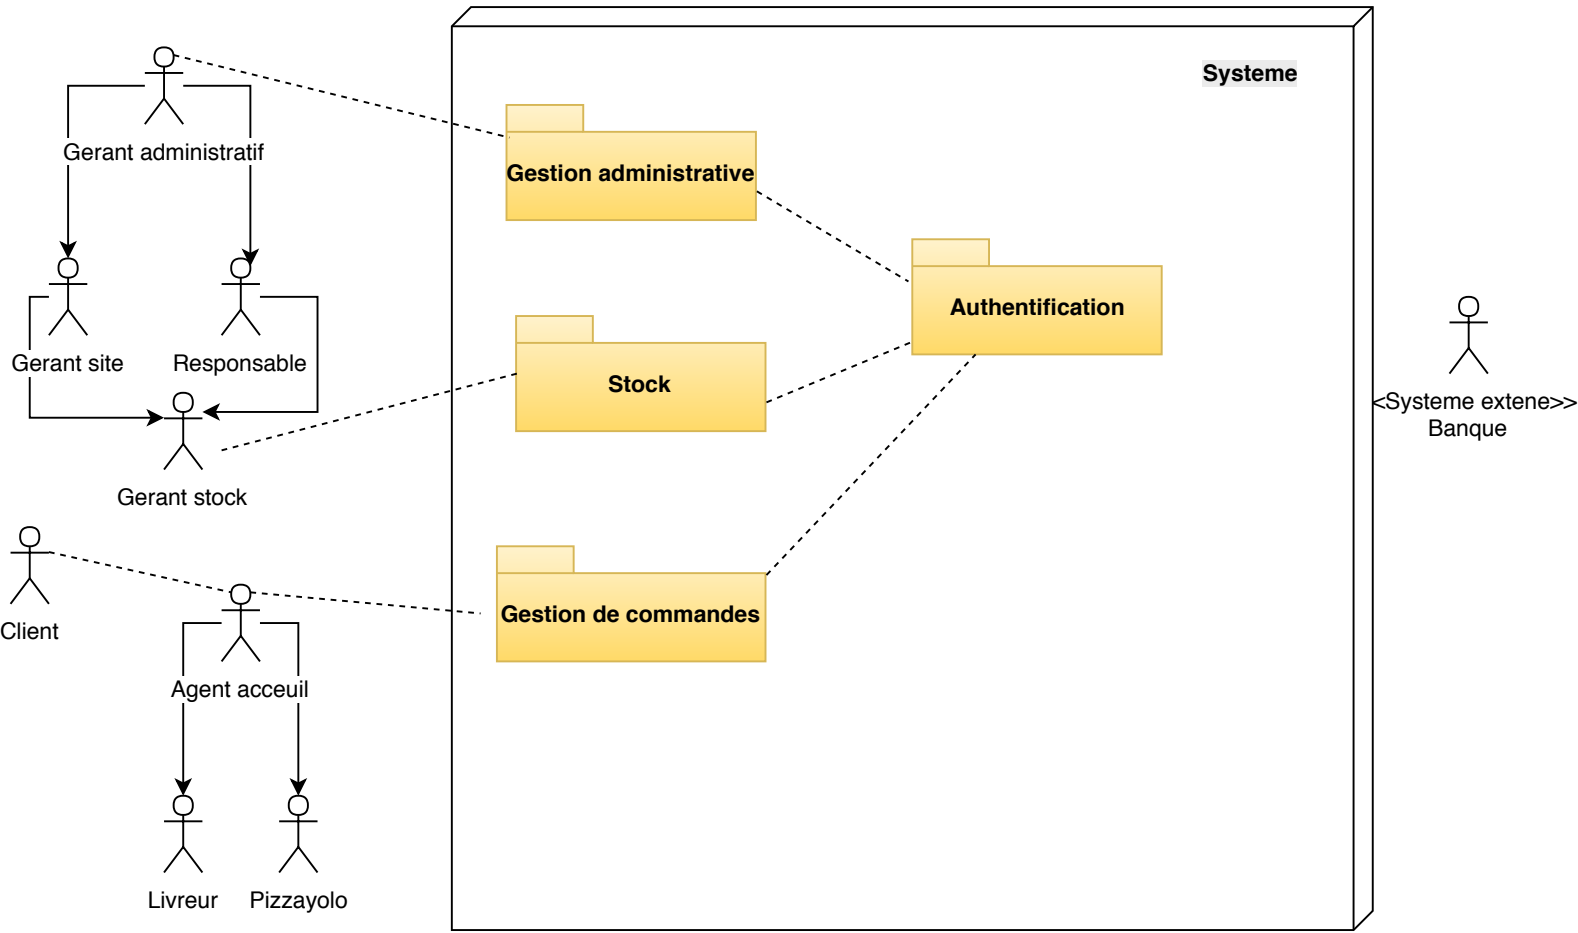 Systeme
Gerant administratif
Gestion administrative
Authentification
Gerant site
Responsable
Stock
<Systeme extene>>
Banque
Gerant stock
Client
Gestion de commandes
Agent acceuil
Livreur
Pizzayolo